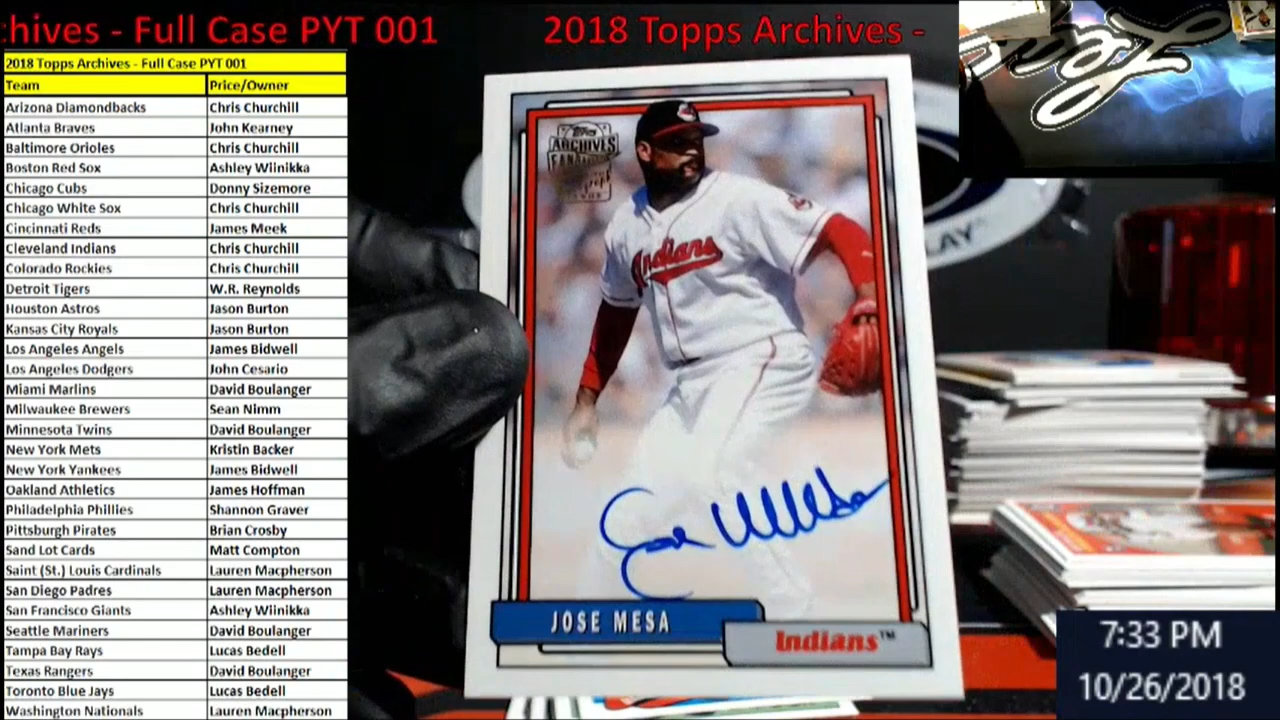 hives - Full Case PYT 001
2018 Topps Archives -
2018 Topps Archives - Full Case PYT 001
Team Price/Owner
Arizona Diamondbacks Chris Churchill
Atlanta Braves John Kearney
Baltimore Orioles Chris Churchill
Boston Red Sox Ashley Wiinikka
Chicago Cubs Donny Sizemore
Chicago White Sox Chris Churchill
Cincinnati Reds James Meek
Cleveland Indians Chris Churchill
Colorado Rockies Chris Churchill
Detroit Tigers W.R. Reynolds
Houston Astros Jason Burton
Kansas City Royals Jason Burton
Los Angeles Angels James Bidwell
Los Angeles Dodgers John Cesario
Miami Marlins David Boulanger
Milwaukee Brewers Sean Nimm
Minnesota Twins David Boulanger
New York Mets Kristin Backer
New York Yankees James Bidwell
Oakland Athletics James Hoffman
Philadelphia Phillies Shannon Graver
Pittsburgh Pirates Brian Crosby
Sand Lot Cards Matt Compton
Saint (St.) Louis Cardinals Lauren Macpherson
San Diego Padres Lauren Macpherson
San Francisco Giants Ashley Wiinikka
Seattle Mariners David Boulanger
Tampa Bay Rays Lucas Bedell
Texas Rangers David Boulanger
Toronto Blue Jays Lucas Bedell
Washington Nationals Lauren Macpherson
Topps
ARCHIVES
Indians
Jose Mesa
JOSE MESA
Indians™
LAY
7:33 PM
10/26/2018